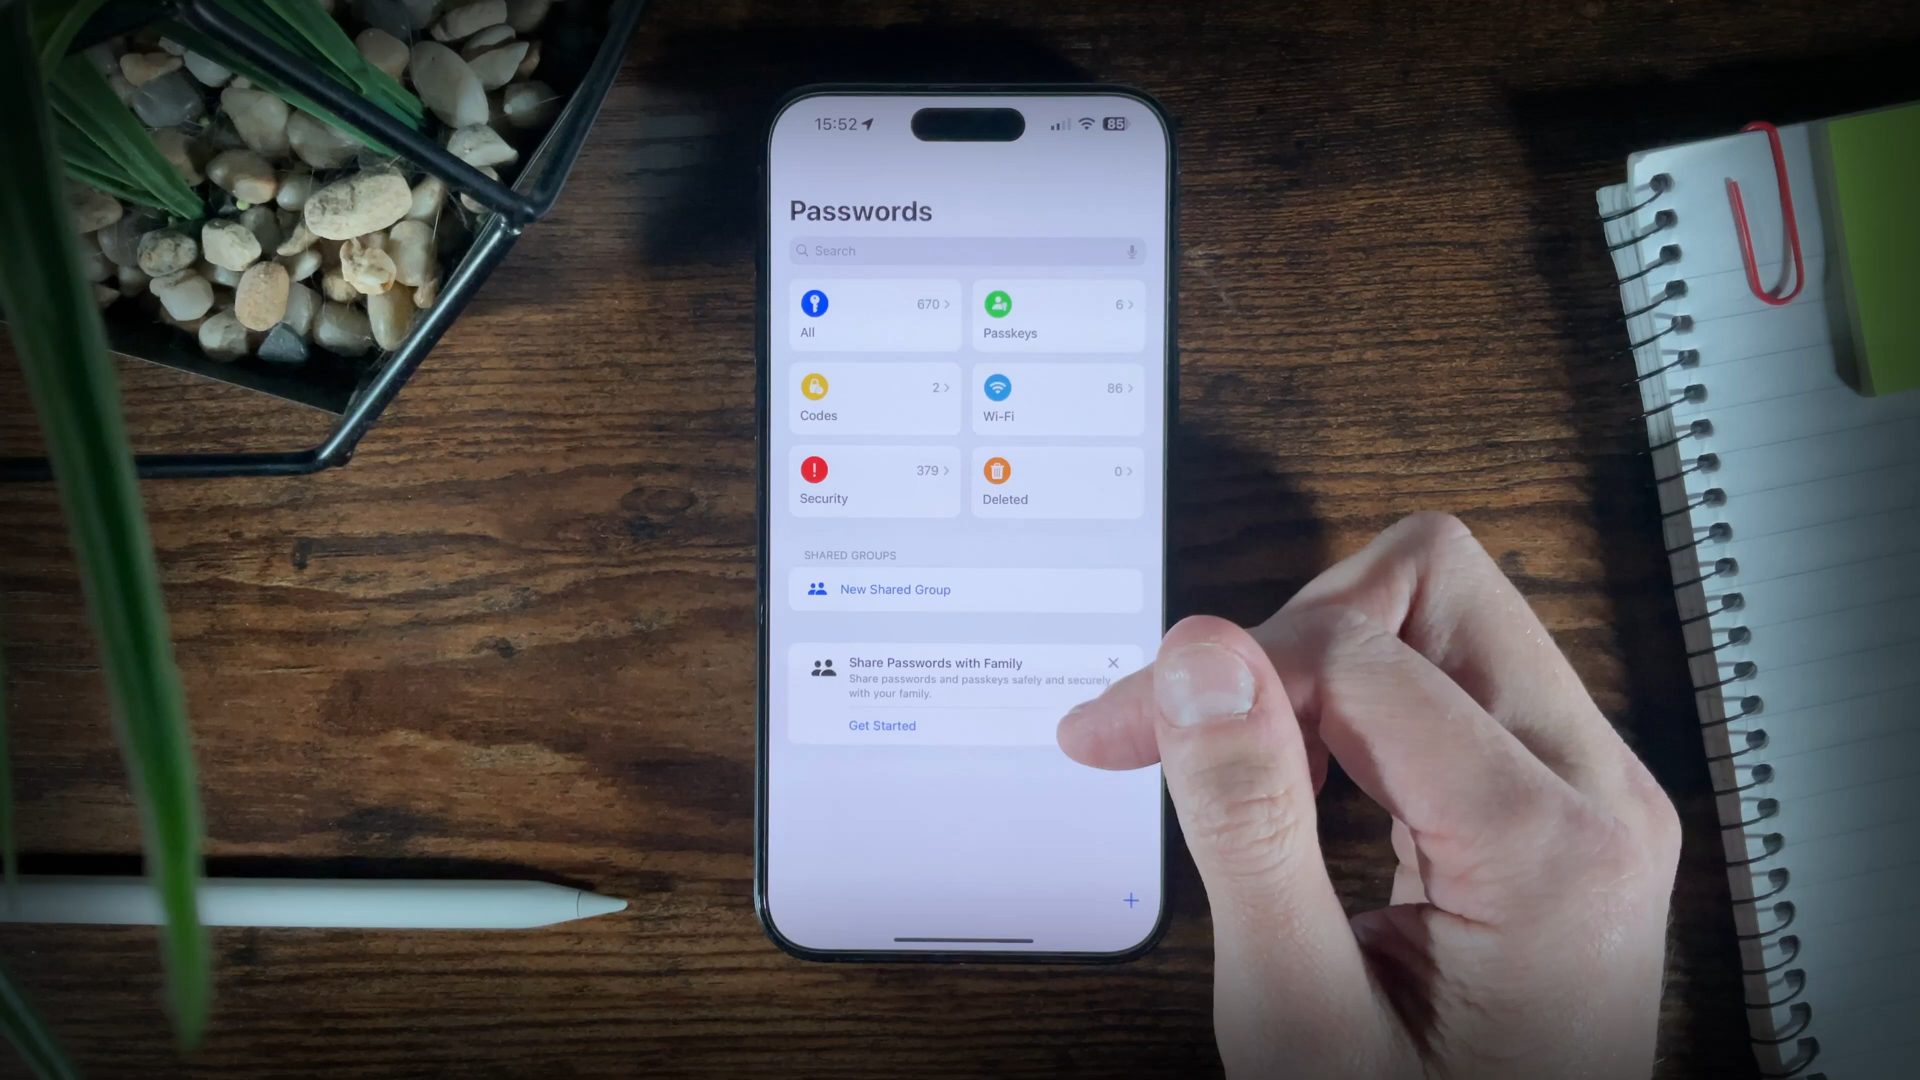 15:52
85
Passwords
Search
670
All
6
Passkeys
2
Codes
86
Wi-Fi
379
Security
0
Deleted
SHARED GROUPS
New Shared Group
Share Passwords with Family
Share passwords and passkeys safely and securely
with your family.
Get Started